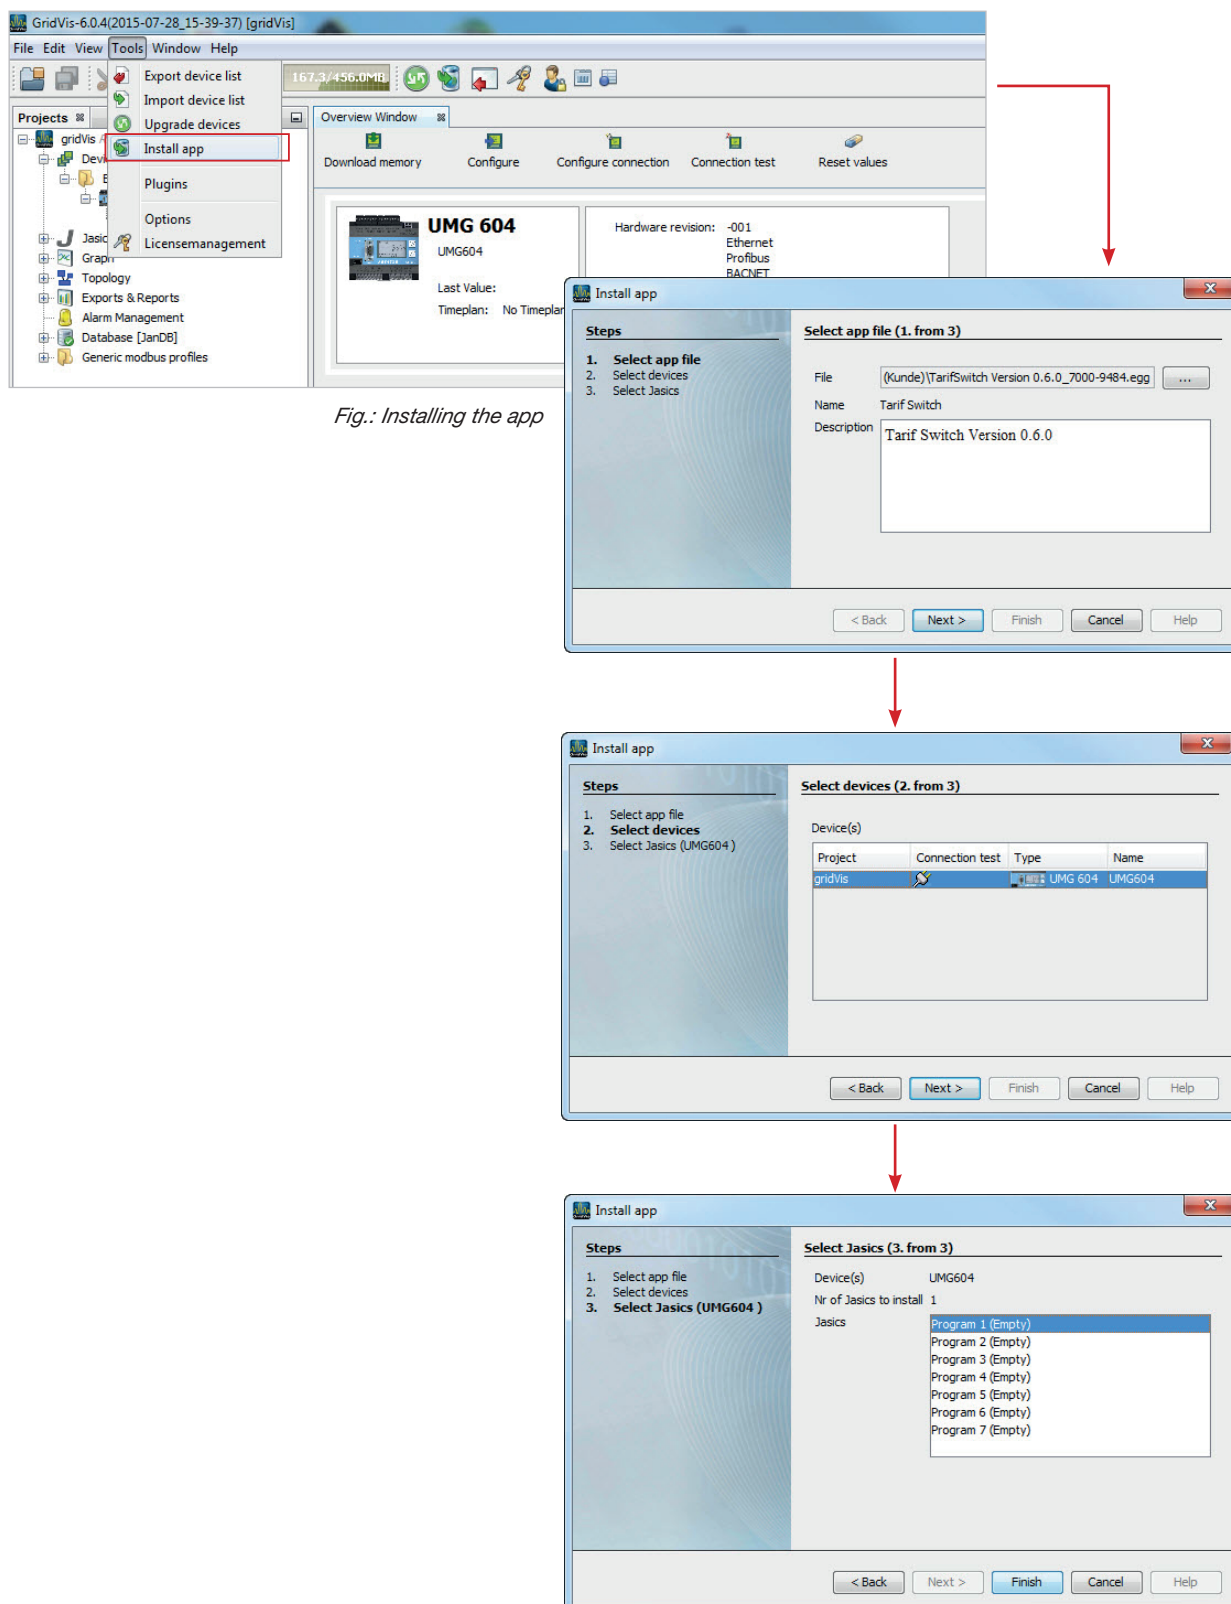 GridVis-6.0.4(2015-07-28_15-39-37) [gridVis]
File Edit View Tools Window Help
167.3/456.0MB
Export device list
Import device list
Upgrade devices
Install app
Plugins
Options
Licensemanagement
Projects
gridVis
Jasic
Graph
Topology
Exports & Reports
Alarm Management
Database [JanDB]
Generic modbus profiles
Overview Window
Download memory Configure Configure connection Connection test Reset values
UMG 604
UMG604
Last Value:
Timeplan: No Timeplan
Hardware revision: -001
Ethernet
Profibus
BACNET
Fig.: Installing the app
Install app
Steps
1. Select app file
2. Select devices
3. Select Jasics
Select app file (1. from 3)
File (Kunde)\TarifSwitch Version 0.6.0_7000-9484.egg ...
Name Tarif Switch
Description Tarif Switch Version 0.6.0
< Back Next > Finish Cancel Help
Install app
Steps
1. Select app file
2. Select devices
3. Select Jasics (UMG604 )
Select devices (2. from 3)
Device(s)
Project Connection test Type Name
gridVis UMG 604 UMG604
< Back Next > Finish Cancel Help
Install app
Steps
1. Select app file
2. Select devices
3. Select Jasics (UMG604 )
Select Jasics (3. from 3)
Device(s) UMG604
Nr of Jasics to install 1
Jasics
Program 1 (Empty)
Program 2 (Empty)
Program 3 (Empty)
Program 4 (Empty)
Program 5 (Empty)
Program 6 (Empty)
Program 7 (Empty)
< Back Next > Finish Cancel Help